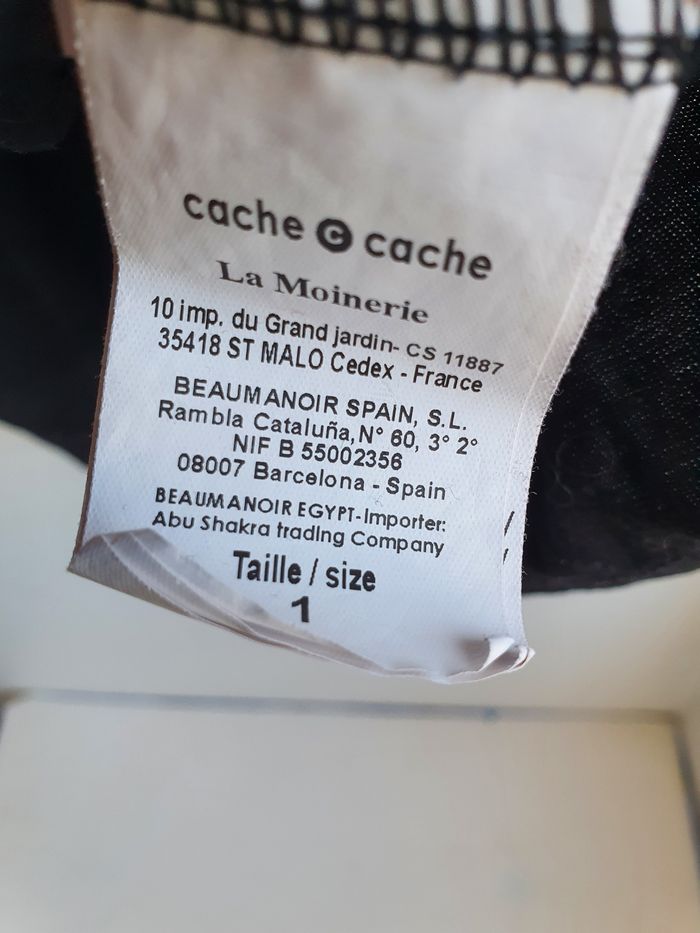 cache c cache
La Moinerie
10 imp. du Grand jardin- CS 11887
35418 ST MALO Cedex - France
BEAUMANOIR SPAIN, S.L.
Rambla Cataluña, N° 60, 3° 2°
NIF B 55002356
08007 Barcelona - Spain
BEAUMANOIR EGYPT-Importer:
Abu Shakra trading Company
Taille / size
1